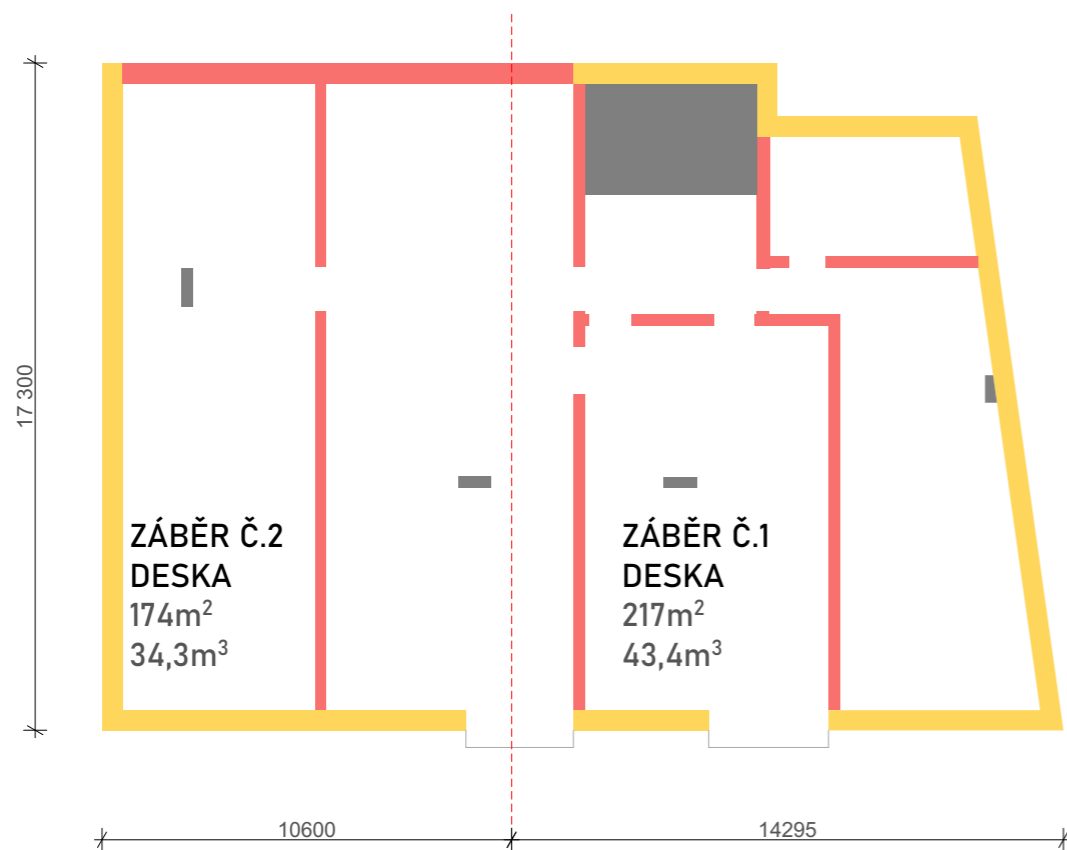 17 300
ZÁBĚR Č.2
DESKA
174m²
34,3m³
ZÁBĚR Č.1
DESKA
217m²
43,4m³
10600
14295